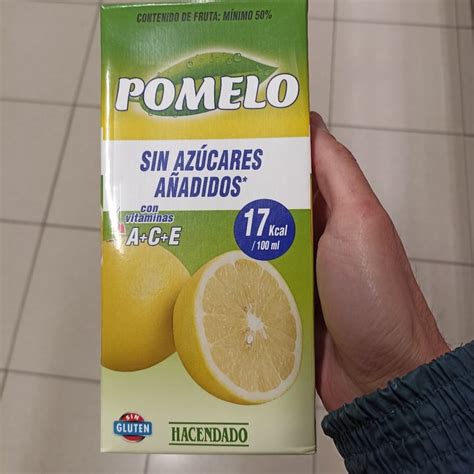 CONTENIDO DE FRUTA; MÍNIMO 50%
POMELO
SIN AZÚCARES
AÑADIDOS*
con
vitaminas
A+C+E
17 Kcal
/ 100 ml
SIN
GLUTEN
HACENDADO